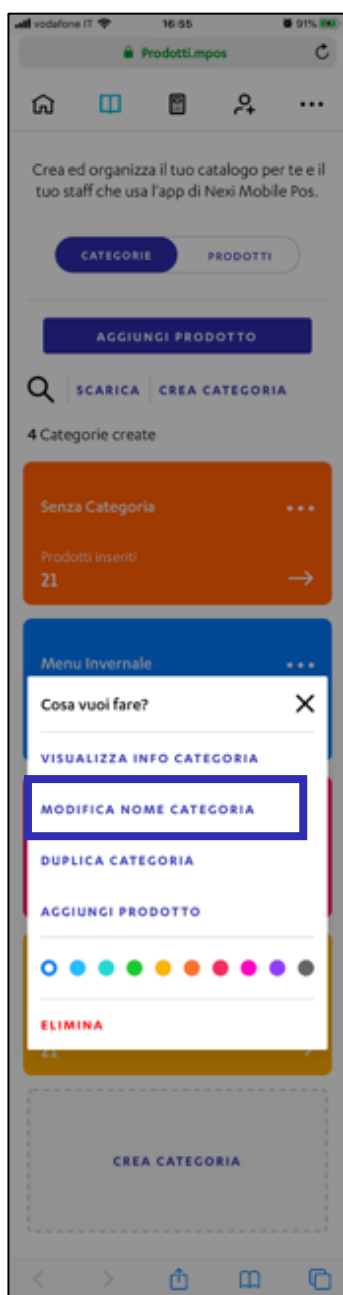 vodafone IT
16:55
91%
Prodotti.mpos
Crea ed organizza il tuo catalogo per te e il
tuo staff che usa l'app di Nexi Mobile Pos.
CATEGORIE
PRODOTTI
AGGIUNGI PRODOTTO
SCARICA
CREA CATEGORIA
4 Categorie create
Senza Categoria
Prodotti inseriti
21
Menu Invernale
Cosa vuoi fare?
VISUALIZZA INFO CATEGORIA
MODIFICA NOME CATEGORIA
DUPLICA CATEGORIA
AGGIUNGI PRODOTTO
ELIMINA
21
CREA CATEGORIA